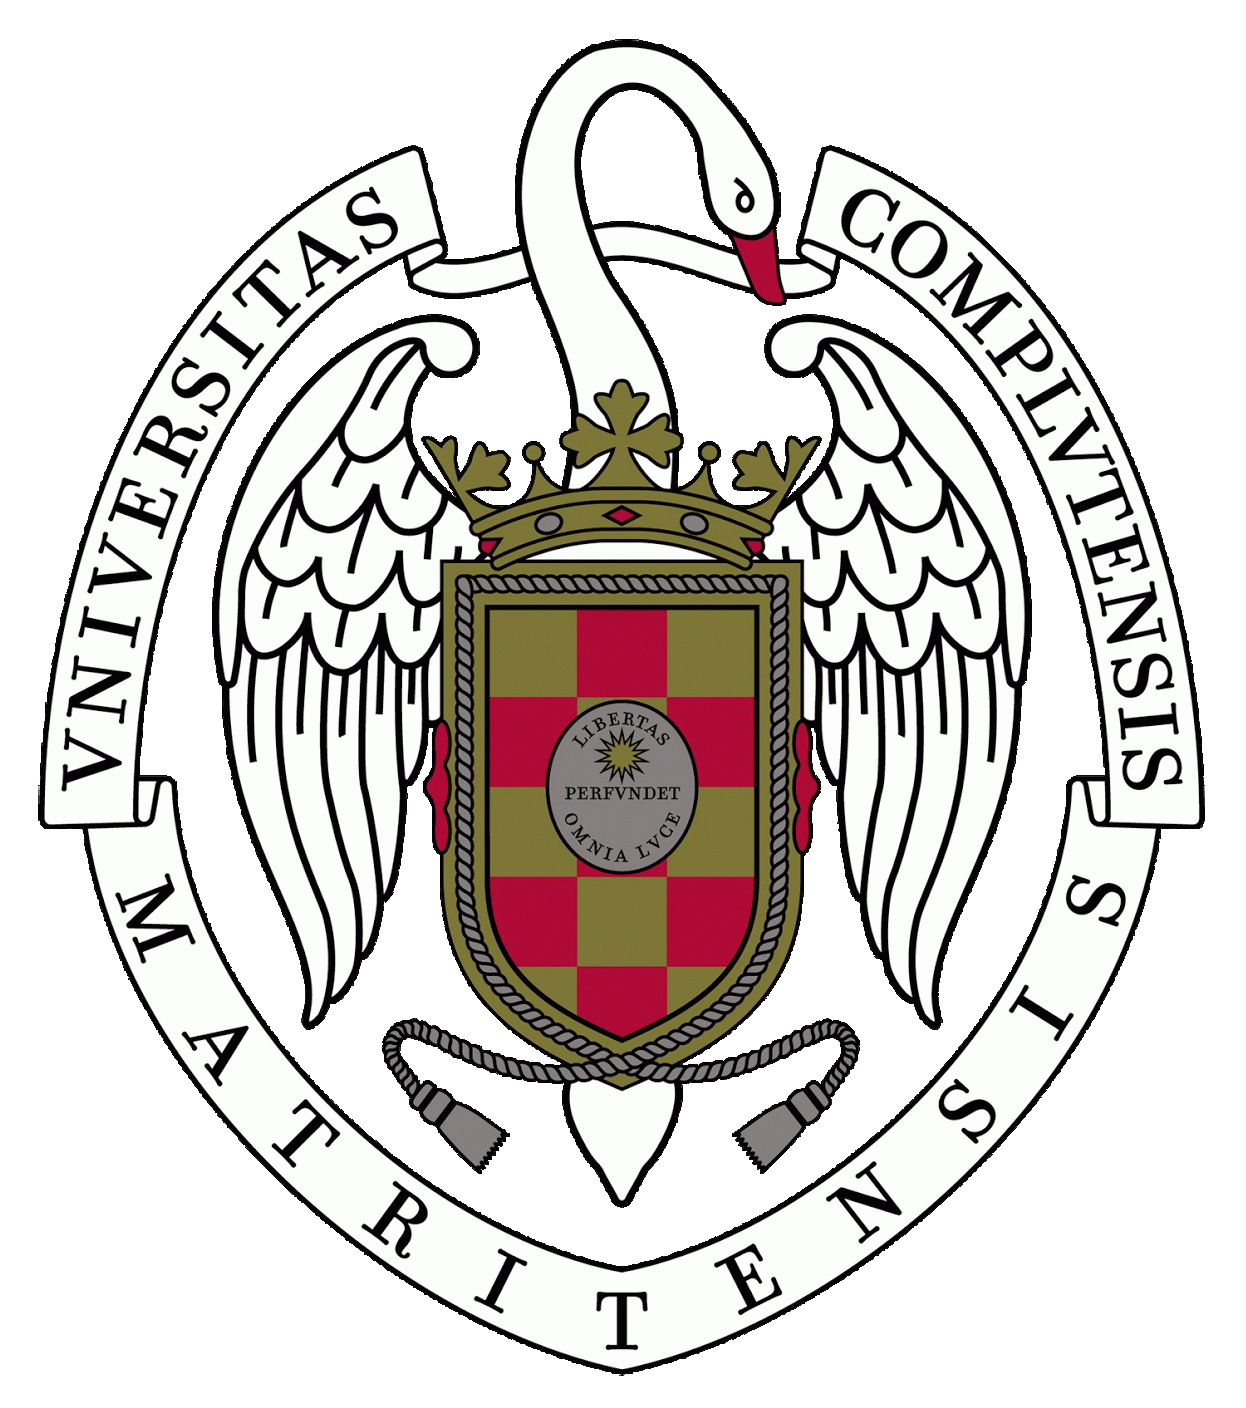 VNIVERSITAS
COMPLVTENSIS
MATRITENSIS
LIBERTAS
PERFVNDET
OMNIA LVCE